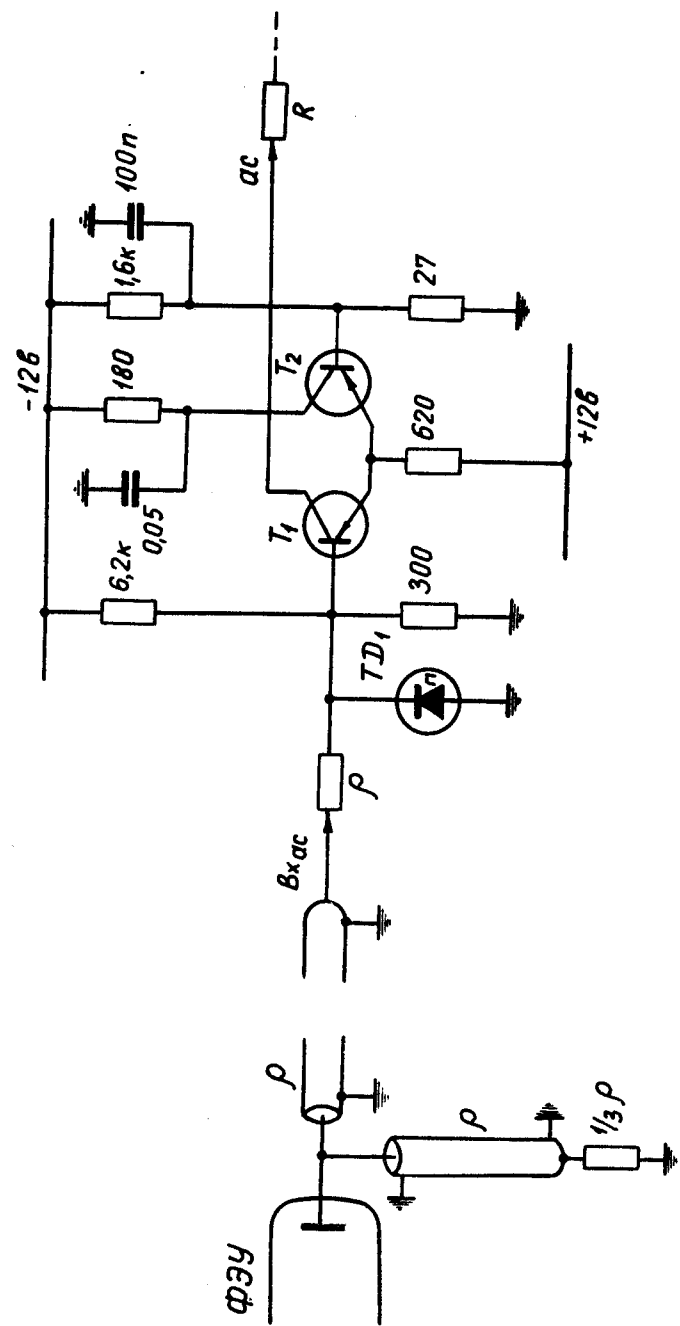 ФЭУ
ρ
ρ
1/3 ρ
Вх ас
ρ
TD1
п
6,2к
0,05
300
-12в
180
T1
T2
620
+12в
1,6к
100п
27
ас
R